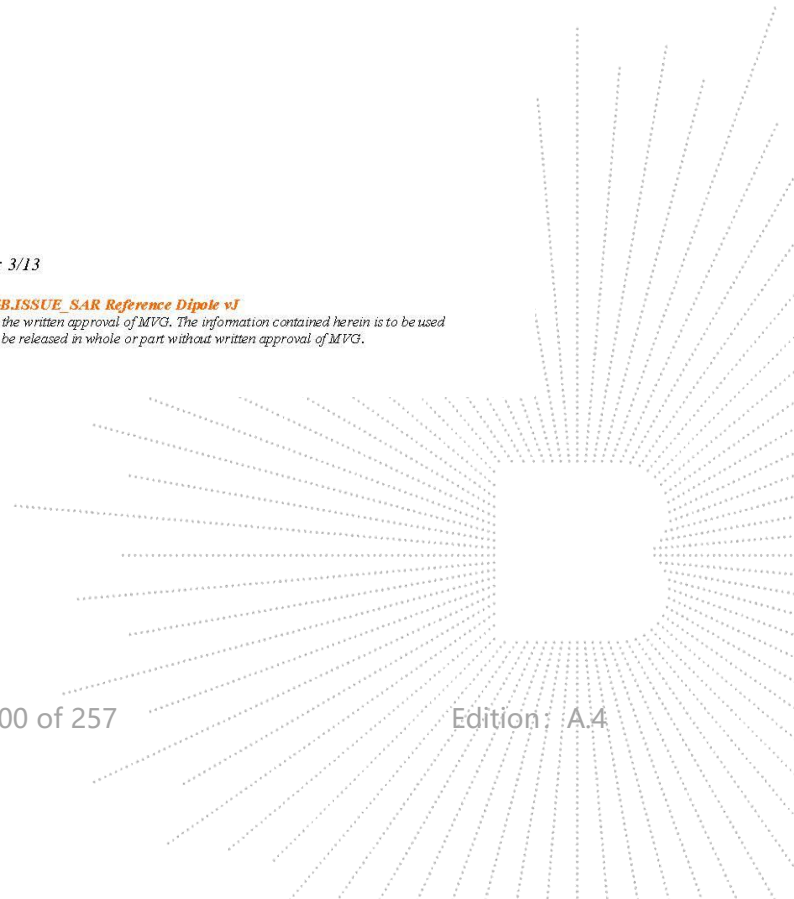 : 3/13
B.ISSUE_SAR Reference Dipole vJ
the written approval of MVG. The information contained herein is to be used
be released in whole or part without written approval of MVG.
00 of 257 Edition: A.4